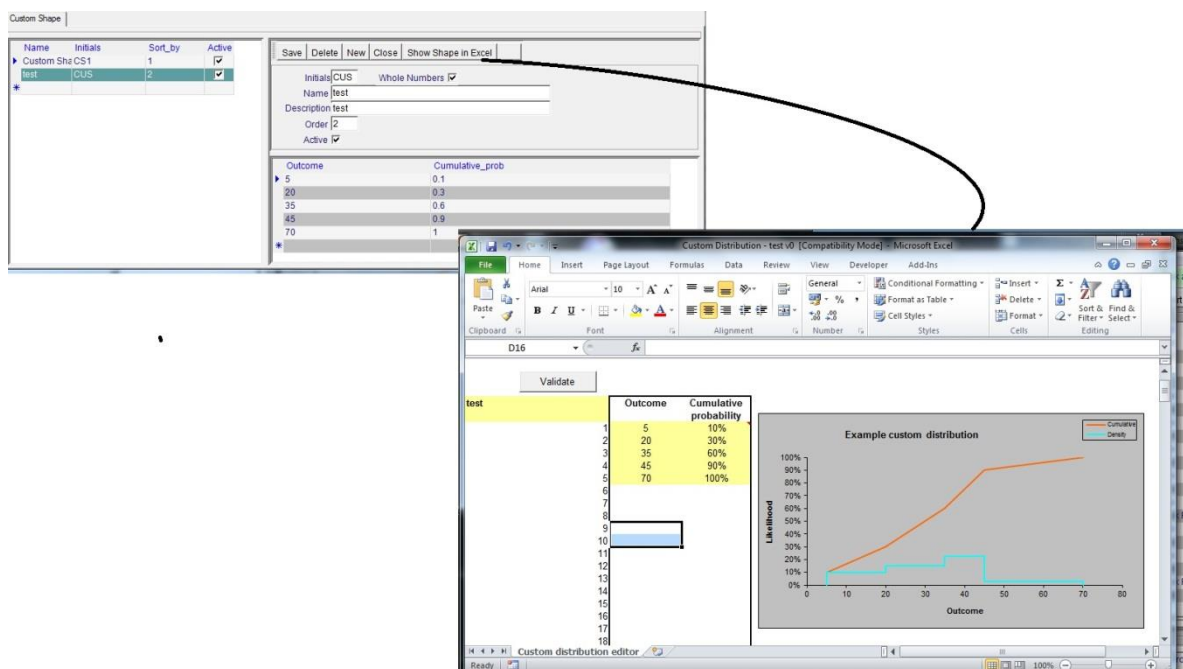 Custom Shape
Name Initials Sort_by Active
Custom Sha CS1 1
test CUS 2
Save Delete New Close Show Shape in Excel
Initials CUS Whole Numbers
Name test
Description test
Order 2
Active
Outcome Cumulative_prob
5 0.1
20 0.3
35 0.6
45 0.9
70 1
Custom Distribution - test v0 [Compatibility Mode] - Microsoft Excel
File Home Insert Page Layout Formulas Data Review View Developer Add-Ins
Paste
Arial 10
B I U
General
Conditional Formatting
Format as Table
Cell Styles
Insert
Delete
Format
Sort & Filter
Find & Select
Clipboard Font Alignment Number Styles Cells Editing
D16 fx
Validate
test Outcome Cumulative probability
1 5 10%
2 20 30%
3 35 60%
4 45 90%
5 70 100%
6
7
8
9
10
11
12
13
14
15
16
17
18
Example custom distribution
Cumulative
Density
Likelihood
100%
90%
80%
70%
60%
50%
40%
30%
20%
10%
0%
0 10 20 30 40 50 60 70 80
Outcome
Custom distribution editor
Ready 100%